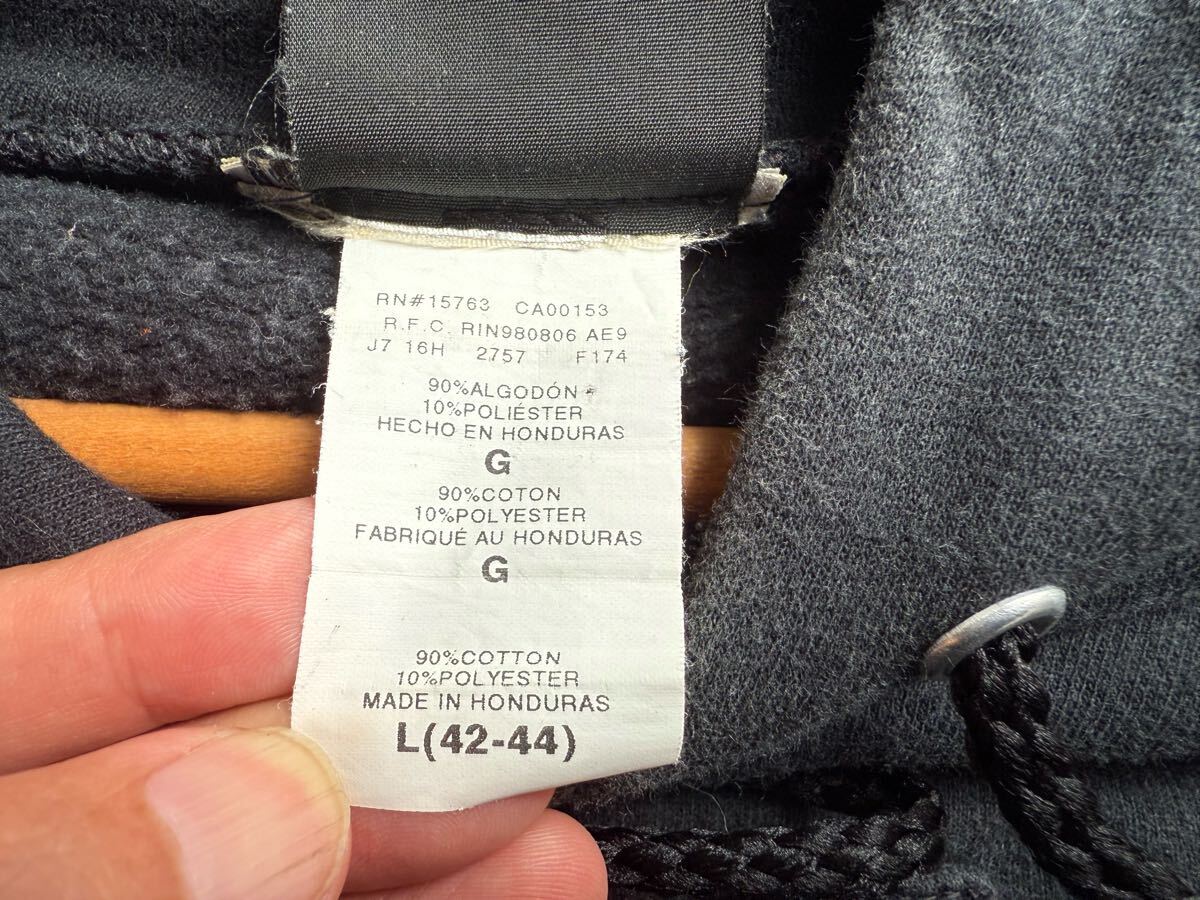 RN#15763 CA00153
R.F.C. RIN980806 AE9
J7 16H 2757 F174
90%ALGODÓN
10%POLIÉSTER
HECHO EN HONDURAS
G
90%COTON
10%POLYESTER
FABRIQUÉ AU HONDURAS
G
90%COTTON
10%POLYESTER
MADE IN HONDURAS
L(42-44)